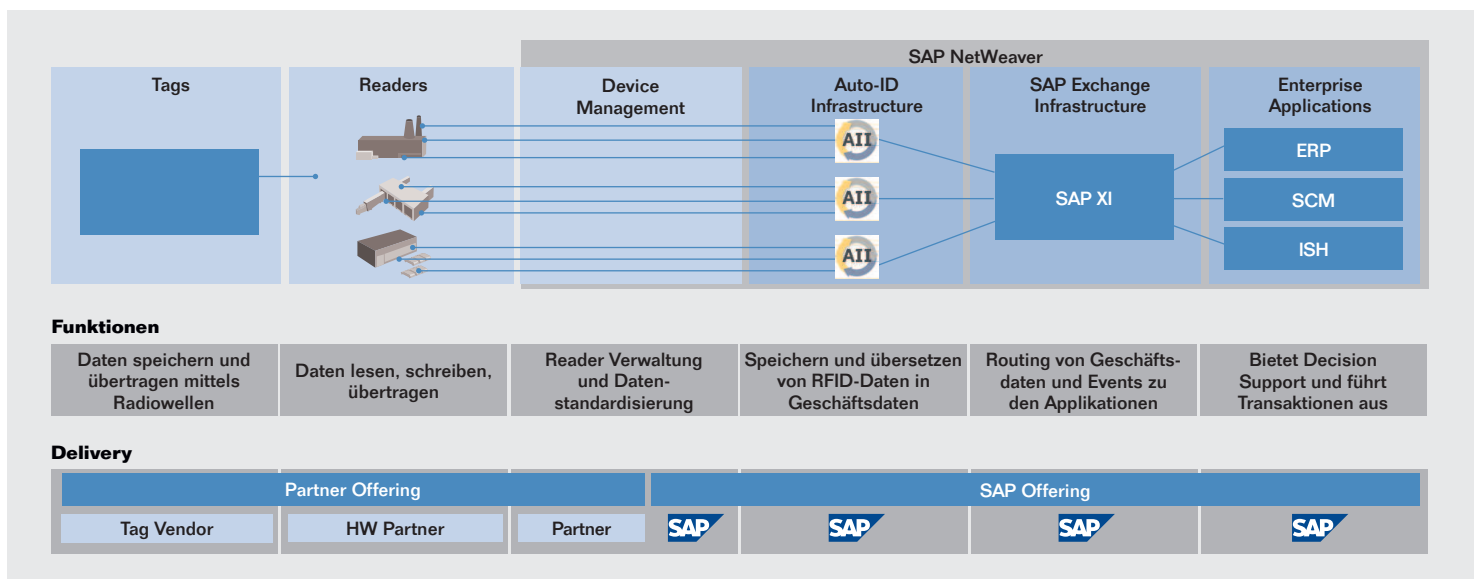 SAP NetWeaver
Tags
Readers
Device
Management
Auto-ID
Infrastructure
SAP Exchange
Infrastructure
Enterprise
Applications
AII
AII
AII
SAP XI
ERP
SCM
ISH
Funktionen
Daten speichern und
übertragen mittels
Radiowellen
Daten lesen, schreiben,
übertragen
Reader Verwaltung
und Daten-
standardisierung
Speichern und übersetzen
von RFID-Daten in
Geschäftsdaten
Routing von Geschäfts-
daten und Events zu
den Applikationen
Bietet Decision
Support und führt
Transaktionen aus
Delivery
Partner Offering
SAP Offering
Tag Vendor
HW Partner
Partner
SAP
SAP
SAP
SAP